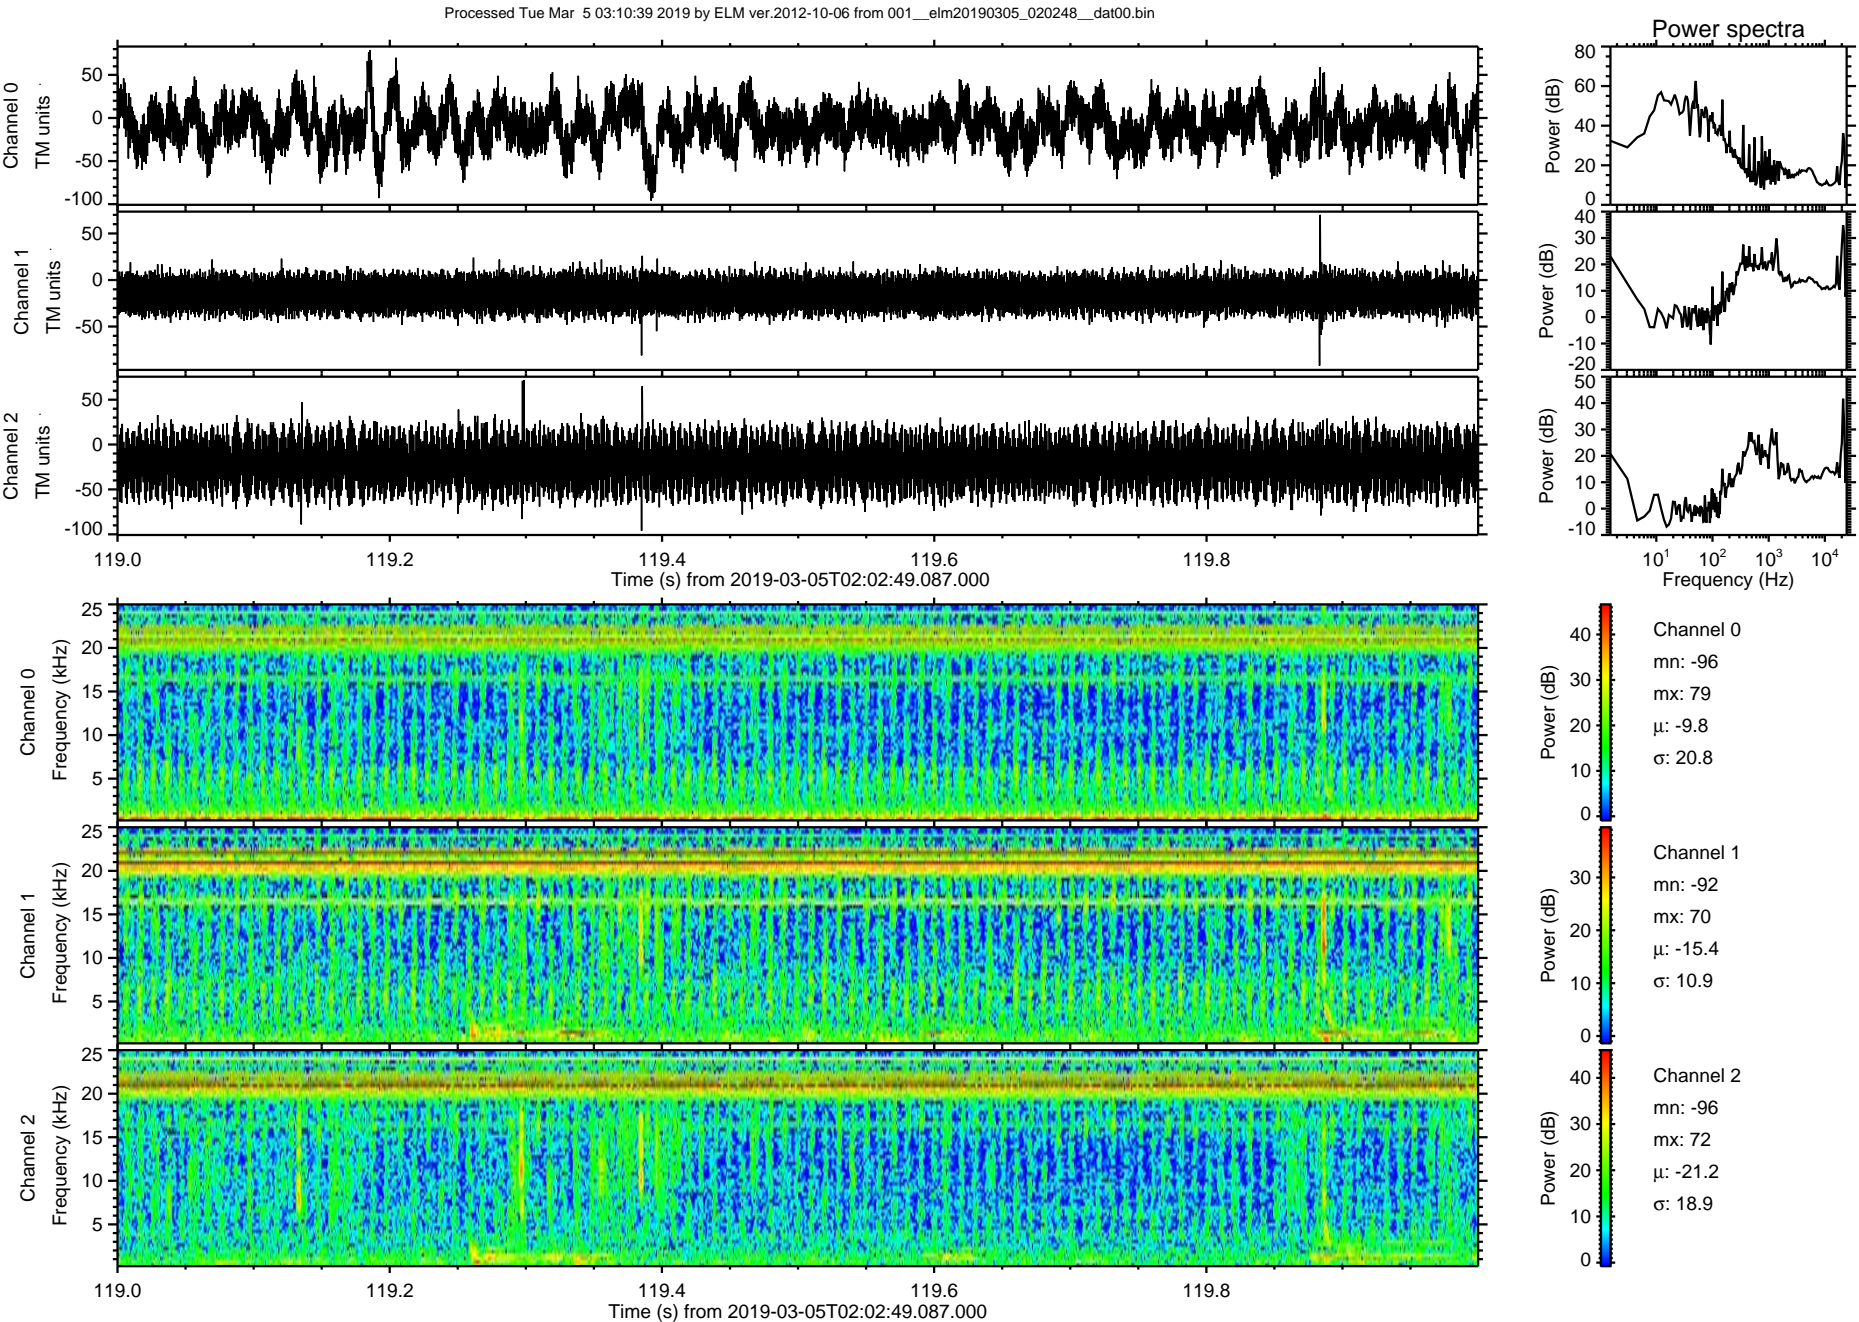 Processed Tue Mar  5 03:10:39 2019 by ELM ver.2012-10-06 from 001__elm20190305_020248__dat00.bin
Power spectra
Channel 0
TM units
50
0
-50
-100
Power (dB)
80
60
40
20
0
Channel 1
TM units
50
0
-50
Power (dB)
40
30
20
10
0
-10
-20
Channel 2
TM units
50
0
-50
-100
Power (dB)
50
40
30
20
10
0
-10
119.0 119.2 119.4 119.6 119.8
Time (s) from 2019-03-05T02:02:49.087.000
10^1 10^2 10^3 10^4
Frequency (Hz)
Channel 0
Frequency (kHz)
25
20
15
10
5
Power (dB)
40
30
20
10
0
Channel 0
mn: -96
mx: 79
μ: -9.8
σ: 20.8
Channel 1
Frequency (kHz)
25
20
15
10
5
Power (dB)
30
20
10
0
Channel 1
mn: -92
mx: 70
μ: -15.4
σ: 10.9
Channel 2
Frequency (kHz)
25
20
15
10
5
Power (dB)
40
30
20
10
0
Channel 2
mn: -96
mx: 72
μ: -21.2
σ: 18.9
119.0 119.2 119.4 119.6 119.8
Time (s) from 2019-03-05T02:02:49.087.000